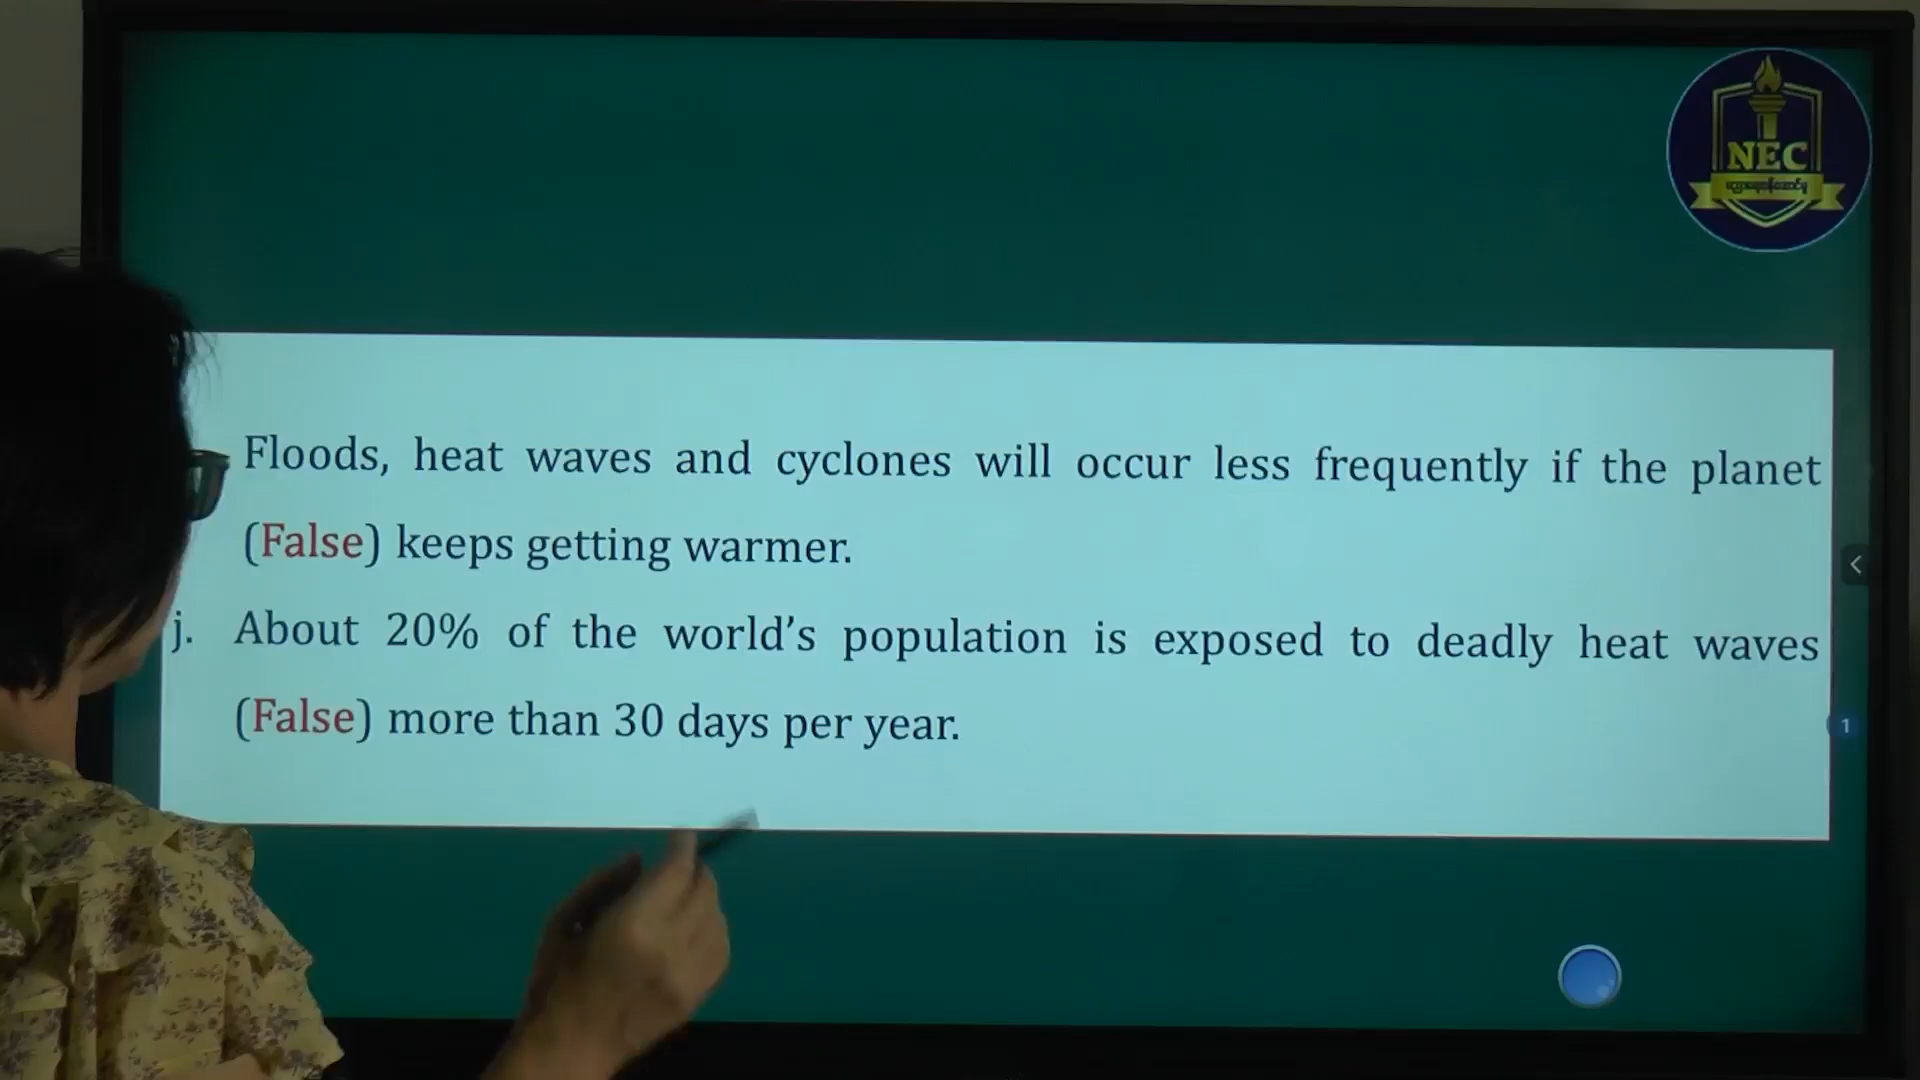 NEC
Floods, heat waves and cyclones will occur less frequently if the planet
(False) keeps getting warmer.
j. About 20% of the world’s population is exposed to deadly heat waves
(False) more than 30 days per year.
1